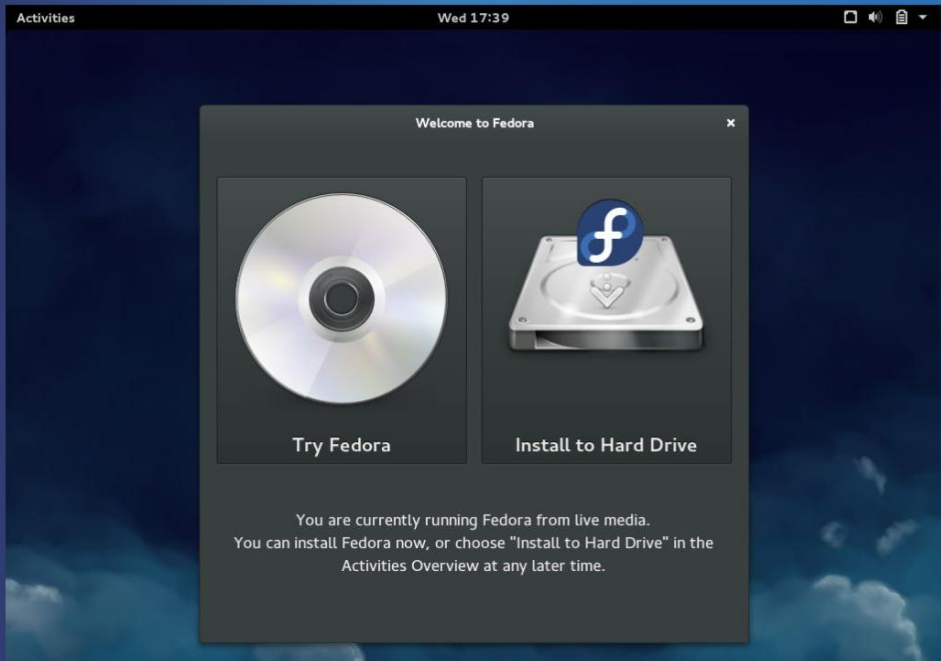 Activities
Wed 17:39
Welcome to Fedora
Try Fedora
Install to Hard Drive
You are currently running Fedora from live media.
You can install Fedora now, or choose "Install to Hard Drive" in the
Activities Overview at any later time.